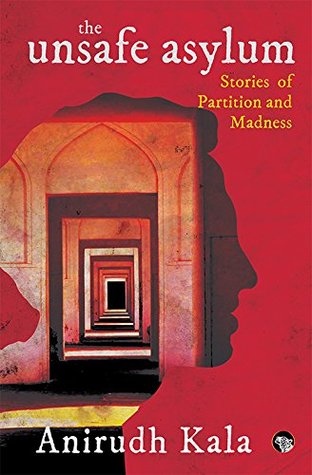 the
unsafe asylum
Stories of
Partition and
Madness
Anirudh Kala